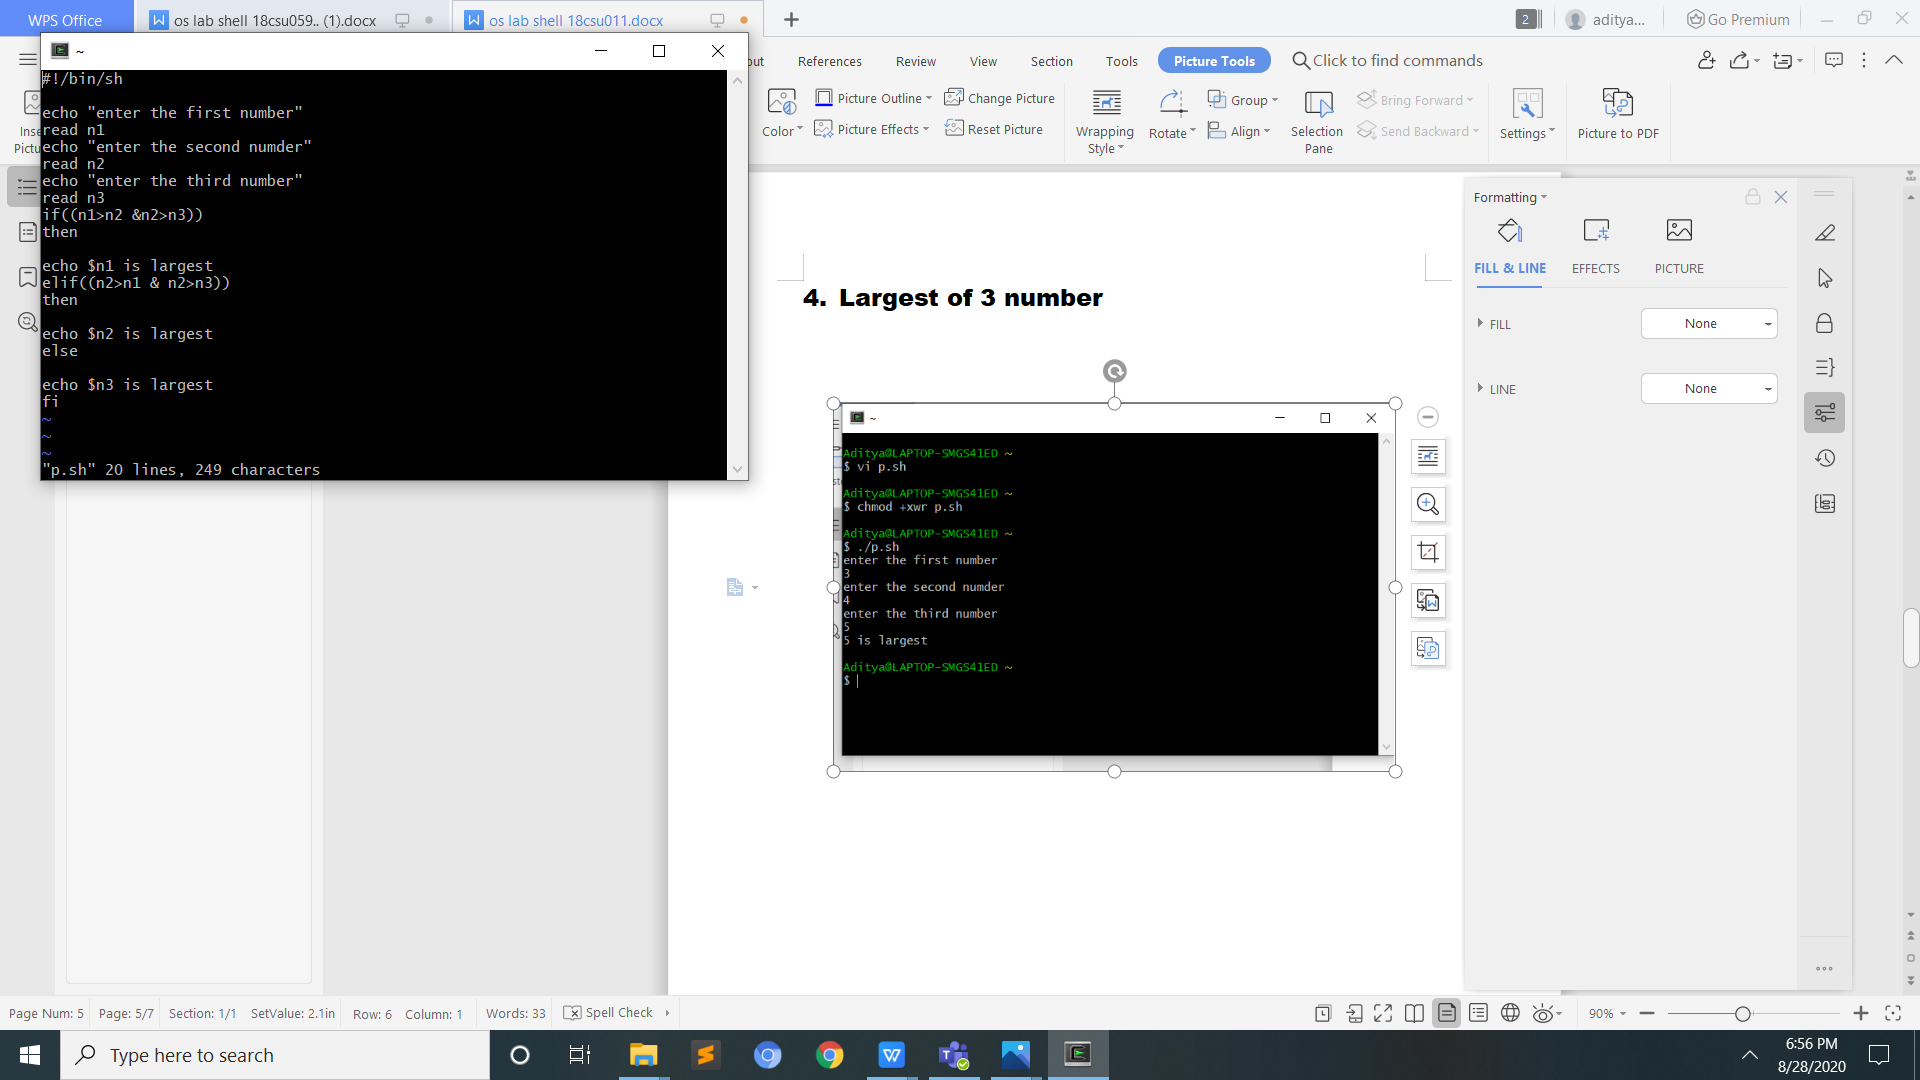 WPS Office
os lab shell 18csu059.. (1).docx
os lab shell 18csu011.docx
2
aditya...
Go Premium
~
References
Review
View
Section
Tools
Picture Tools
Click to find commands
Color
Picture Outline
Change Picture
Picture Effects
Reset Picture
Wrapping
Style
Rotate
Group
Align
Selection
Pane
Bring Forward
Send Backward
Settings
Picture to PDF
#!/bin/sh
echo "enter the first number"
read n1
echo "enter the second numder"
read n2
echo "enter the third number"
read n3
if((n1>n2 &n2>n3))
then
echo $n1 is largest
elif((n2>n1 & n2>n3))
then
echo $n2 is largest
else
echo $n3 is largest
fi
~
~
~
"p.sh" 20 lines, 249 characters
4. Largest of 3 number
~
Aditya@LAPTOP-SMGS41ED ~
$ vi p.sh
Aditya@LAPTOP-SMGS41ED ~
$ chmod +xwr p.sh
Aditya@LAPTOP-SMGS41ED ~
$ ./p.sh
enter the first number
3
enter the second numder
4
enter the third number
5
5 is largest
Aditya@LAPTOP-SMGS41ED ~
$
Formatting
FILL & LINE
EFFECTS
PICTURE
FILL
None
LINE
None
Page Num: 5
Page: 5/7
Section: 1/1
SetValue: 2.1in
Row: 6
Column: 1
Words: 33
Spell Check
90%
Type here to search
6:56 PM
8/28/2020